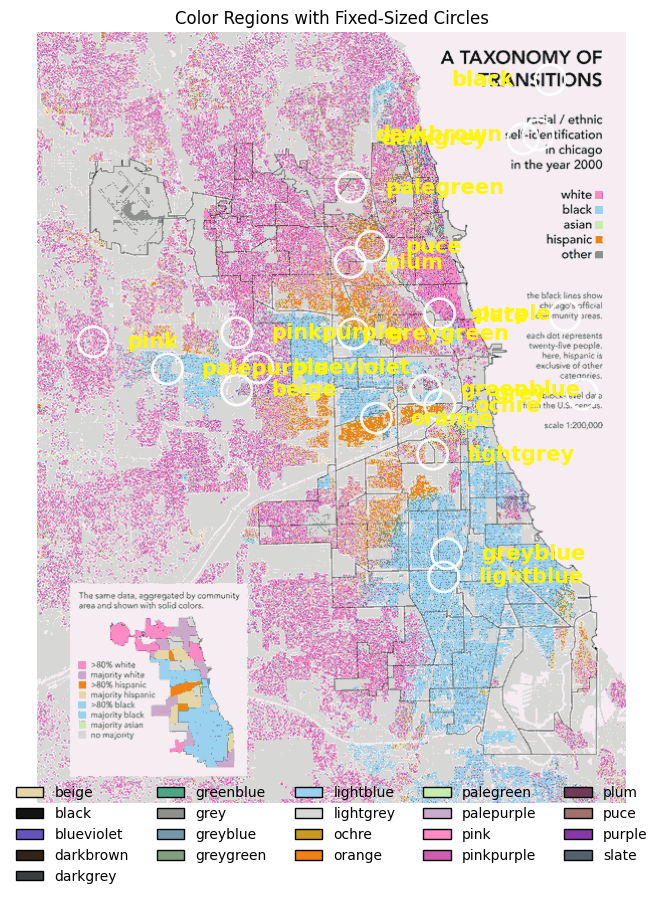 Color Regions with Fixed-Sized Circles
A TAXONOMY OF
TRANSITIONS
black
racial / ethnic
self-identification
in chicago
in the year 2000
darkbrown
darkgrey
palegreen
white
black
asian
hispanic
other
puce
plum
the black lines show
chicago's official
community areas.
purple
each dot represents
twenty-five people.
here, hispanic is
exclusive of other
categories.
pink
pinkpurple
greygreen
palepurple
blueviolet
beige
greenblue
grey
block-level data
from the U.S. census.
ochre
orange
scale 1:200,000
lightgrey
greyblue
lightblue
The same data, aggregated by community
area and shown with solid colors.
>80% white
majority white
>80% hispanic
majority hispanic
>80% black
majority black
majority asian
no majority
beige greenblue lightblue palegreen plum
black grey lightgrey palepurple puce
blueviolet greyblue ochre pink purple
darkbrown greygreen orange pinkpurple slate
darkgrey